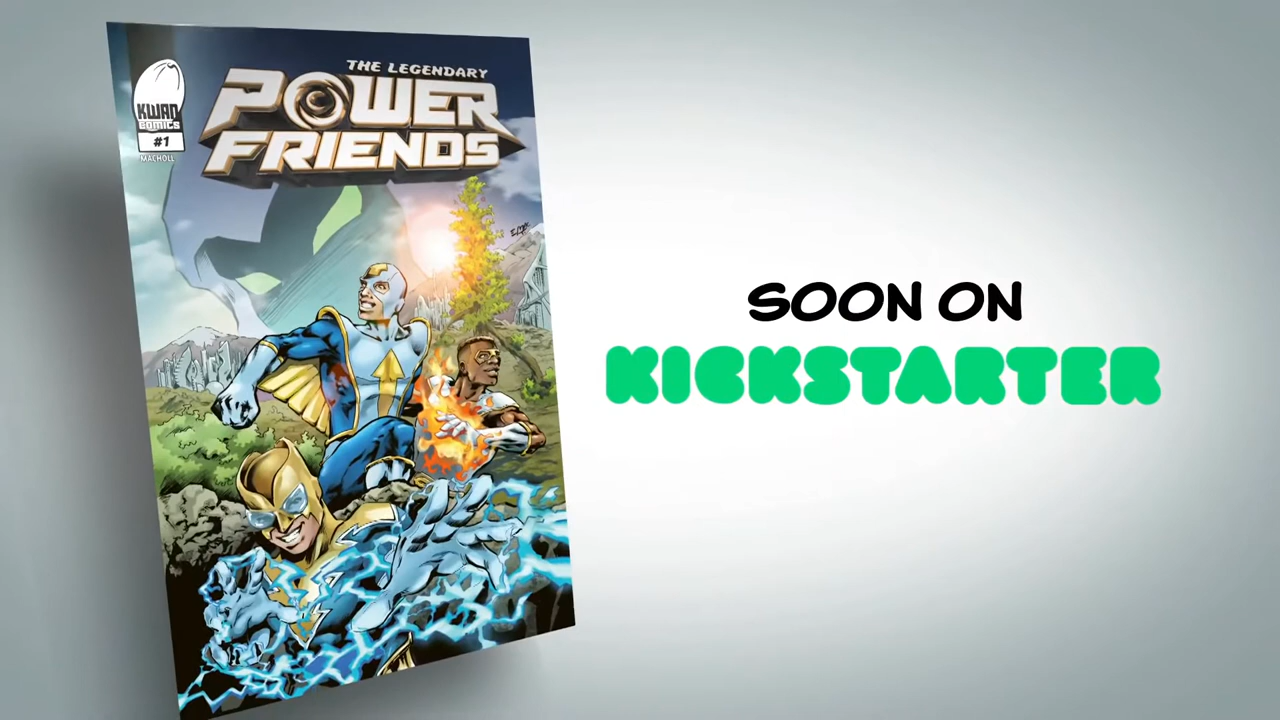 THE LEGENDARY
POWER
FRIENDS
KWAN
COMICS
#1
MACHOLL
SOON ON
KICKSTARTER